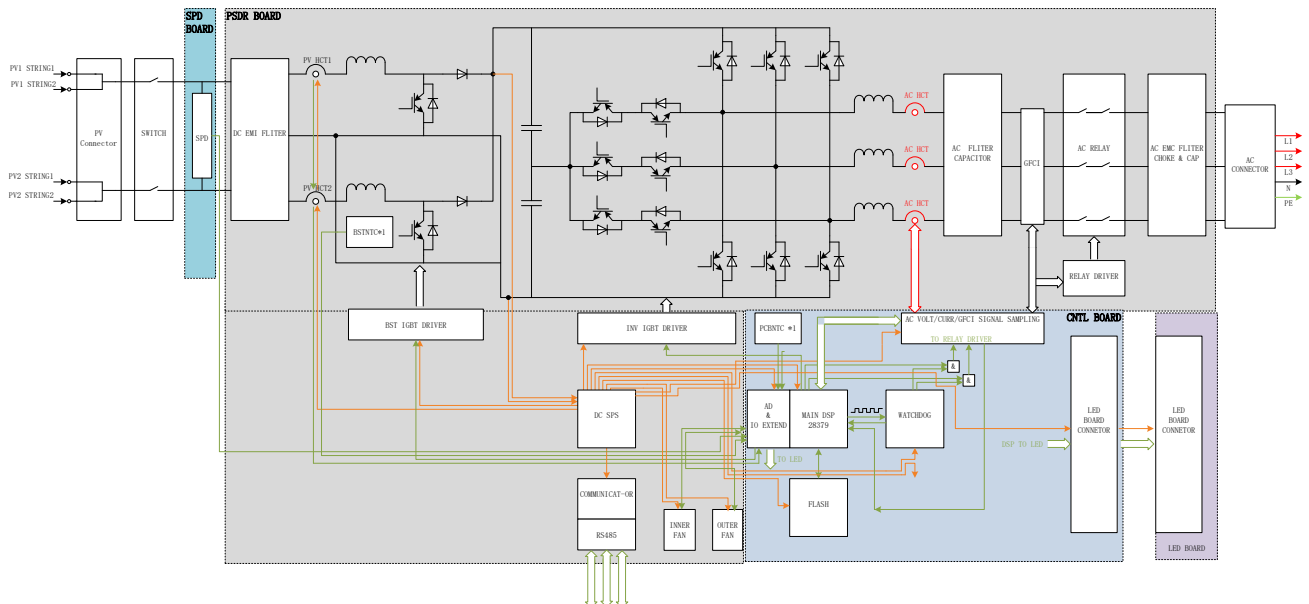 SPD
BOARD
PSDR BOARD
PV1 STRING1
PV1 STRING2
PV2 STRING1
PV2 STRING2
PV
Connector
SWITCH
SPD
DC EMI FLITER
PV HCT1
PV HCT2
BSTNTC*1
AC HCT
AC HCT
AC HCT
AC FLITER
CAPACITOR
GFCI
AC RELAY
AC EMC FLITER
CHOKE & CAP
AC
CONNECTOR
L1
L2
L3
N
PE
RELAY DRIVER
BST IGBT DRIVER
INV IGBT DRIVER
PCBNTC *1
AC VOLT/CURR/GFCI SIGNAL SAMPLING
TO RELAY DRIVER
CNTL BOARD
&
&
DC SPS
AD
&
IO EXTEND
MAIN DSP
28379
WATCHDOG
LED
BOARD
CONNETOR
LED
BOARD
CONNETOR
DSP TO LED
TO LED
COMMUNICAT-OR
RS485
INNER
FAN
OUTER
FAN
FLASH
LED BOARD